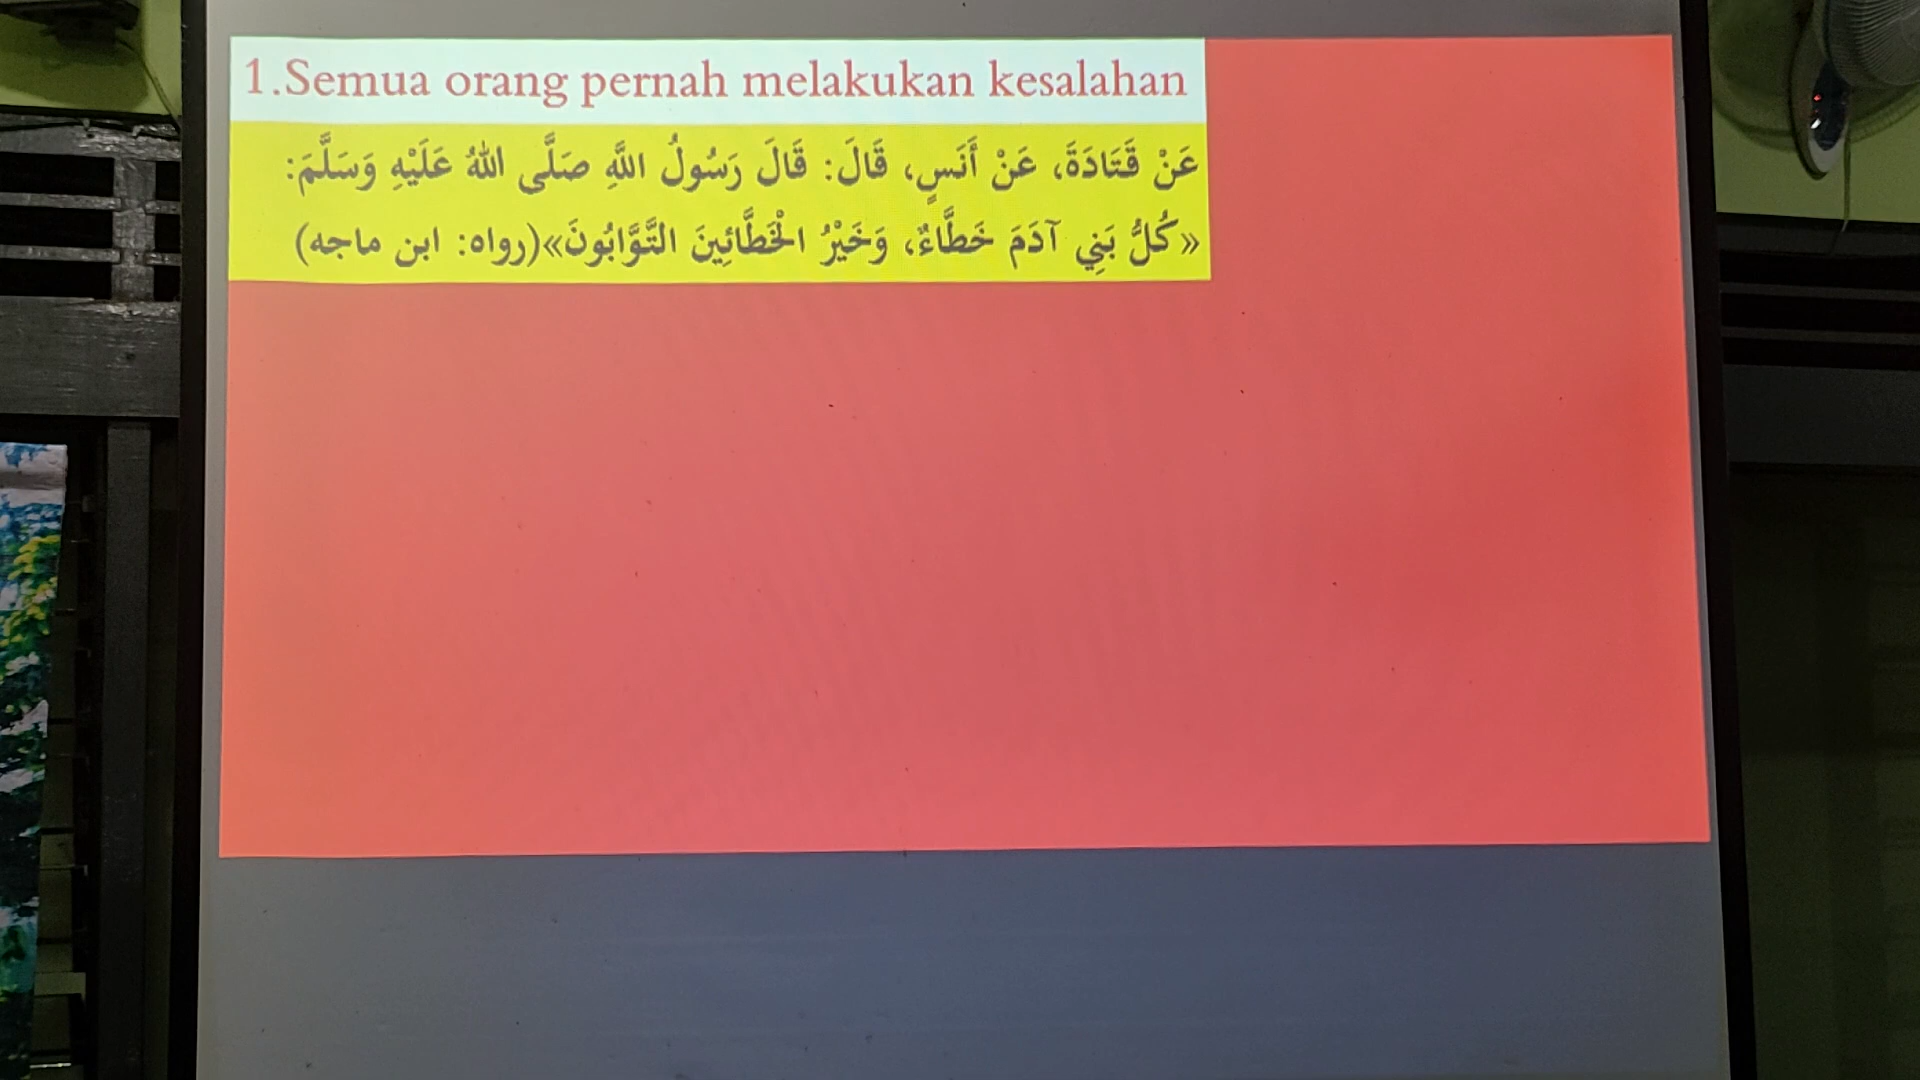 1.Semua orang pernah melakukan kesalahan
عَنْ قَتَادَةَ، عَنْ أَنَسٍ، قَالَ: قَالَ رَسُولُ اللَّهِ صَلَّى اللهُ عَلَيْهِ وَسَلَّمَ:
«كُلُّ بَنِي آدَمَ خَطَّاءٌ، وَخَيْرُ الْخَطَّائِينَ التَّوَّابُونَ»(رواه: ابن ماجه)